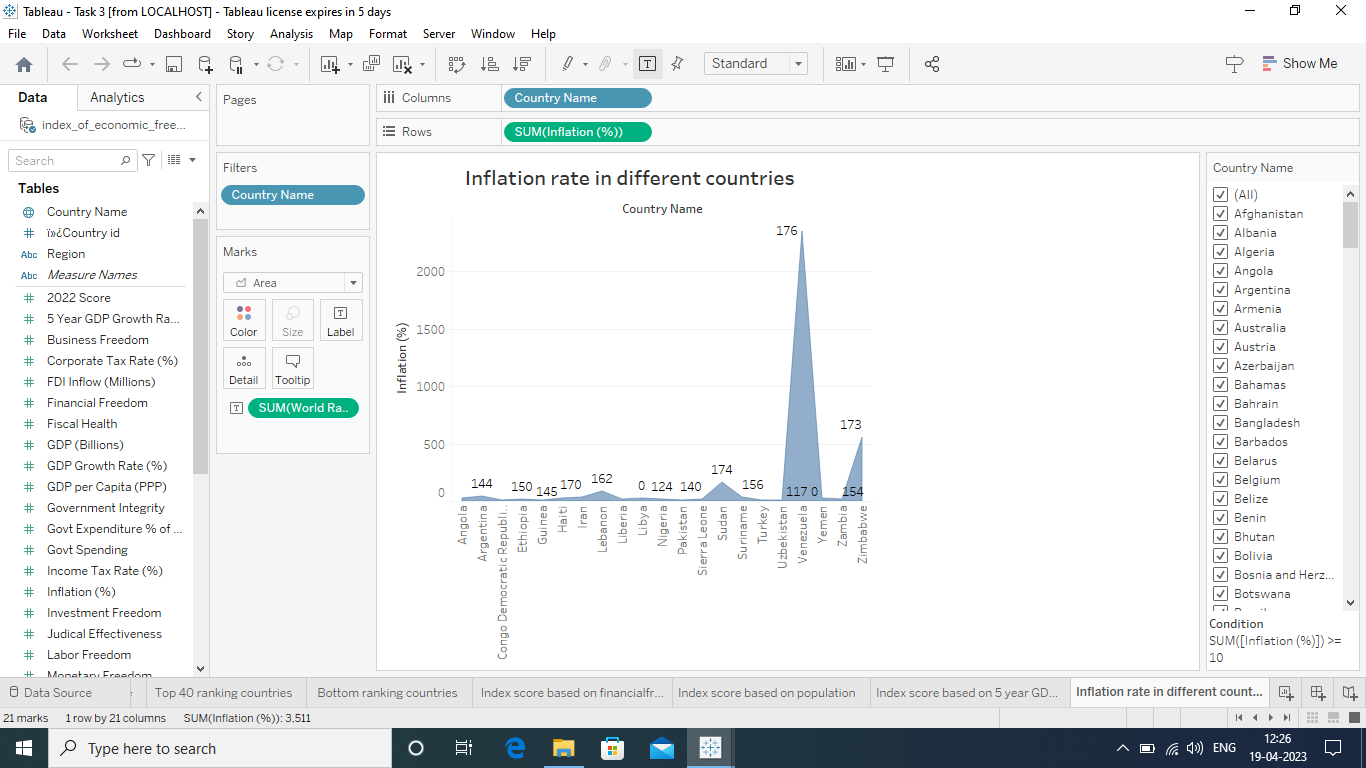 Tableau - Task 3 [from LOCALHOST] - Tableau license expires in 5 days
File Data Worksheet Dashboard Story Analysis Map Format Server Window Help
Standard
Show Me
Data Analytics
index_of_economic_free...
Search
Tables
Country Name
ï»¿Country id
Abc Region
Abc Measure Names
2022 Score
5 Year GDP Growth Ra...
Business Freedom
Corporate Tax Rate (%)
FDI Inflow (Millions)
Financial Freedom
Fiscal Health
GDP (Billions)
GDP Growth Rate (%)
GDP per Capita (PPP)
Government Integrity
Govt Expenditure % of ...
Govt Spending
Income Tax Rate (%)
Inflation (%)
Investment Freedom
Judical Effectiveness
Labor Freedom
Monetary Freedom
Pages
Filters
Country Name
Marks
Area
Color Size Label
Detail Tooltip
SUM(World Ra..
Columns Country Name
Rows SUM(Inflation (%))
Inflation rate in different countries
Country Name
Inflation (%)
2000
1500
1000
500
0
176
173
144 150 145 170 162 0 124 140 174 156 117 0 154
Angola
Argentina
Congo Democratic Republi..
Ethiopia
Guinea
Haiti
Iran
Lebanon
Liberia
Libya
Nigeria
Pakistan
Sierra Leone
Sudan
Suriname
Turkey
Uzbekistan
Venezuela
Yemen
Zambia
Zimbabwe
Country Name
(All)
Afghanistan
Albania
Algeria
Angola
Argentina
Armenia
Australia
Austria
Azerbaijan
Bahamas
Bahrain
Bangladesh
Barbados
Belarus
Belgium
Belize
Benin
Bhutan
Bolivia
Bosnia and Herz...
Botswana
Condition
SUM([Inflation (%)]) >=
10
Data Source Top 40 ranking countries Bottom ranking countries Index score based on financialfr... Index score based on population Index score based on 5 year GD... Inflation rate in different count...
21 marks 1 row by 21 columns SUM(Inflation (%)): 3,511
Type here to search
ENG
12:26
19-04-2023